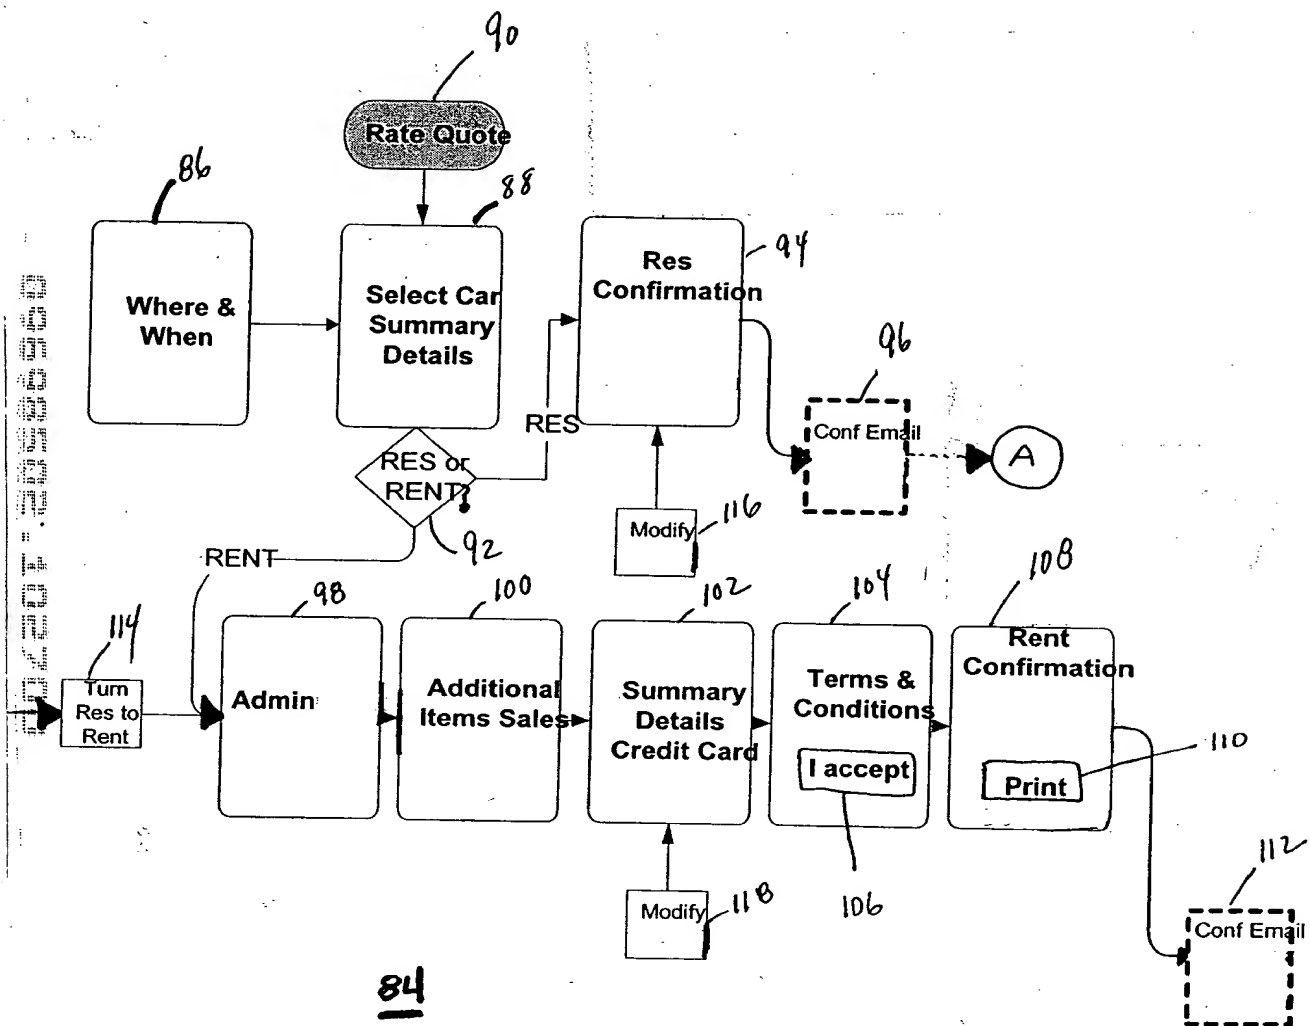 90
Rate Quote
86
88
Where &
When
Select Car
Summary
Details
Res
Confirmation
94
96
Conf Email
A
RES
RES or
RENT?
92
Modify
116
RENT
114
Turn
Res to
Rent
98
Admin
100
Additional
Items Sales
102
Summary
Details
Credit Card
104
Terms &
Conditions
I accept
106
108
Rent
Confirmation
Print
110
Modify
118
112
Conf Email
84